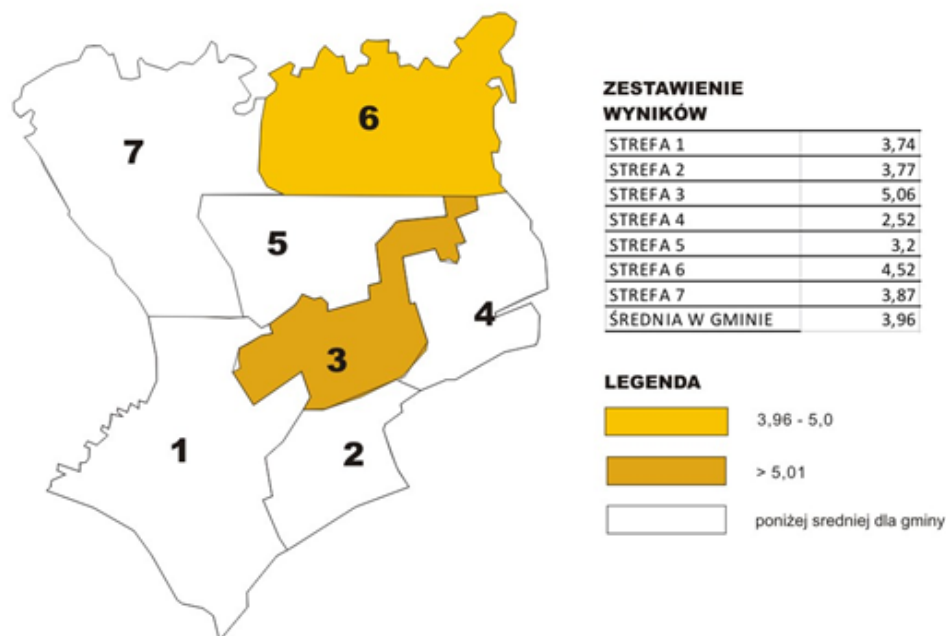 7
6
5
4
3
1
2
ZESTAWIENIE
WYNIKÓW
STREFA 1 3,74
STREFA 2 3,77
STREFA 3 5,06
STREFA 4 2,52
STREFA 5 3,2
STREFA 6 4,52
STREFA 7 3,87
ŚREDNIA W GMINIE 3,96
LEGENDA
3,96 - 5,0
> 5,01
poniżej sredniej dla gminy